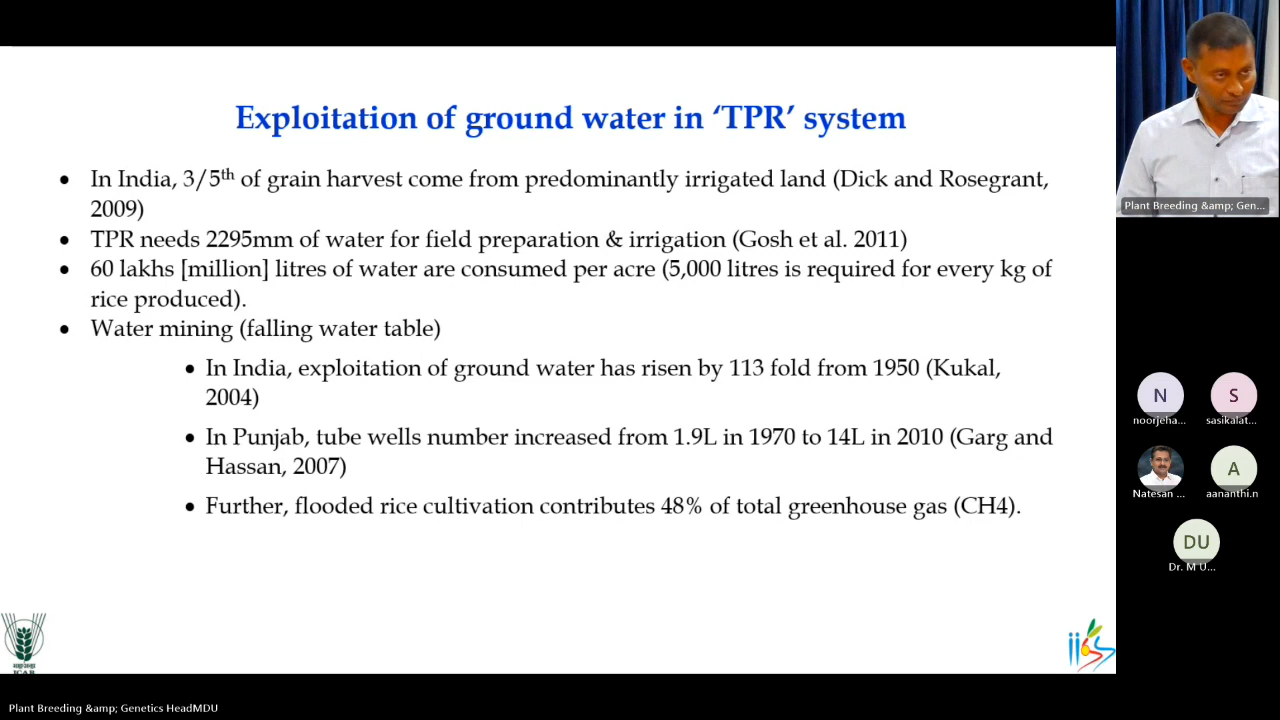 Exploitation of ground water in ‘TPR’ system
• In India, 3/5th of grain harvest come from predominantly irrigated land (Dick and Rosegrant,
2009)
• TPR needs 2295mm of water for field preparation & irrigation (Gosh et al. 2011)
• 60 lakhs [million] litres of water are consumed per acre (5,000 litres is required for every kg of
rice produced).
• Water mining (falling water table)
• In India, exploitation of ground water has risen by 113 fold from 1950 (Kukal,
2004)
• In Punjab, tube wells number increased from 1.9L in 1970 to 14L in 2010 (Garg and
Hassan, 2007)
• Further, flooded rice cultivation contributes 48% of total greenhouse gas (CH4).
Plant Breeding &amp; Gen...
N
noorjeha...
S
sasikalat...
Natesan ...
A
aananthi.n
DU
Dr. M U...
Plant Breeding &amp; Genetics HeadMDU